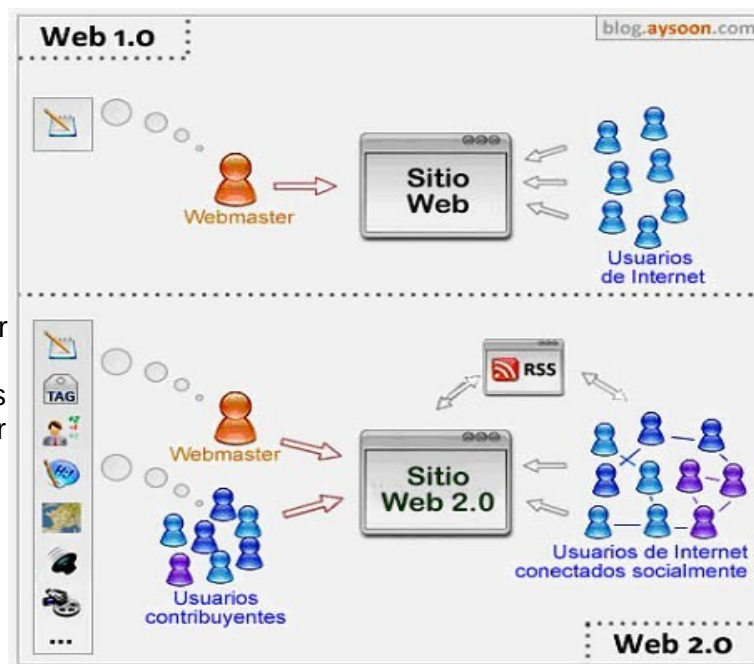 Web 1.0
blog.aysoon.com
Webmaster
Sitio
Web
Usuarios
de Internet
r
s
r
RSS
TAG
Webmaster
Sitio
Web 2.0
Usuarios
contribuyentes
Usuarios de Internet
conectados socialmente
...
Web 2.0